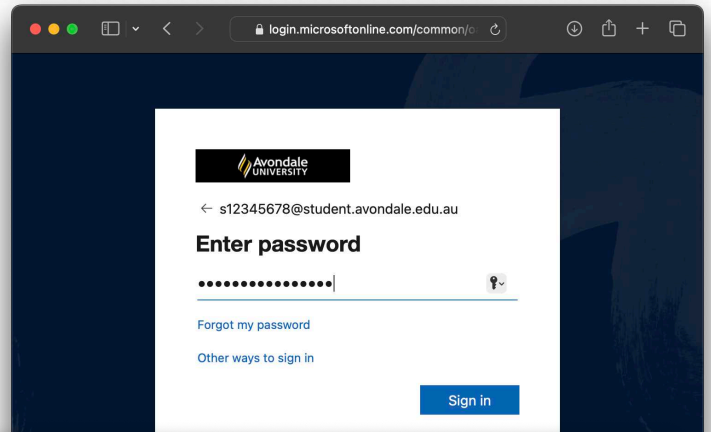 login.microsoftonline.com/common/o
Avondale
UNIVERSITY
← s12345678@student.avondale.edu.au
Enter password
••••••••••••••••
Forgot my password
Other ways to sign in
Sign in